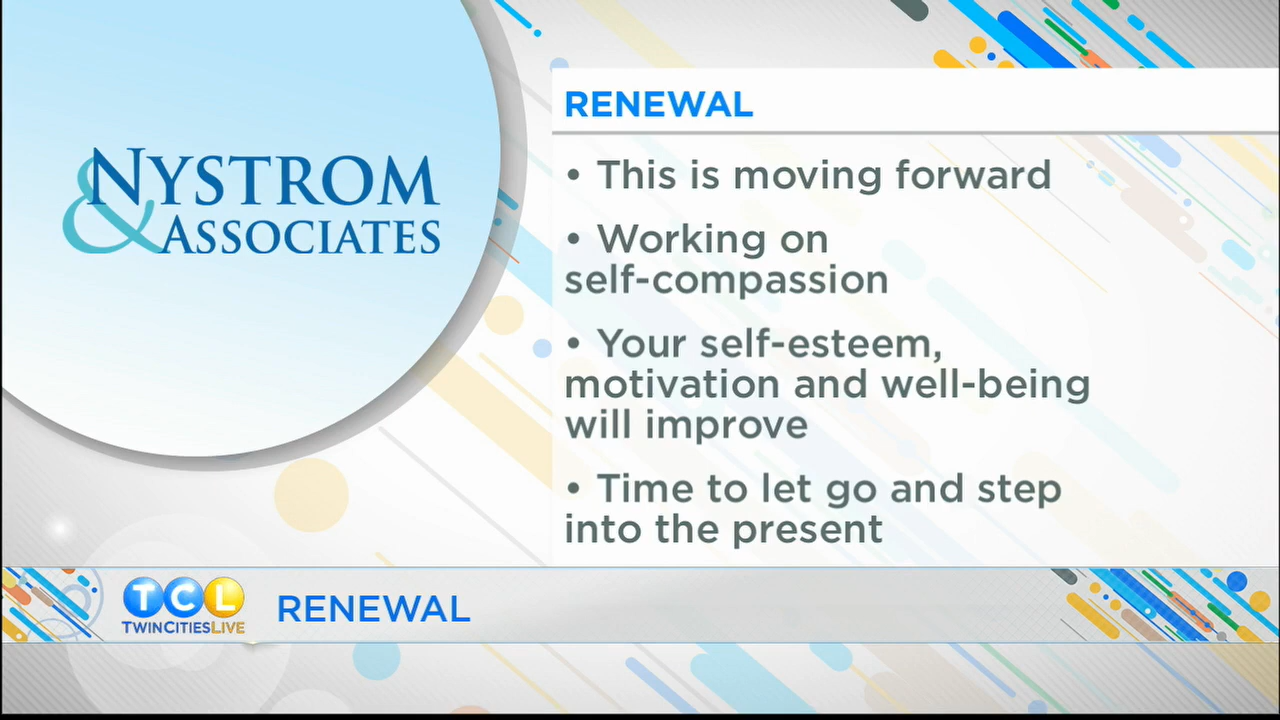 NYSTROM
& ASSOCIATES
RENEWAL
• This is moving forward
• Working on
self-compassion
• Your self-esteem,
motivation and well-being
will improve
• Time to let go and step
into the present
TCL
TWINCITIESLIVE
RENEWAL